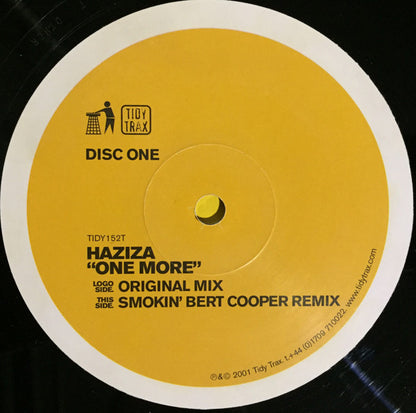 TIDY
TRAX
DISC ONE
TIDY152T
HAZIZA
“ONE MORE”
LOGO SIDE. ORIGINAL MIX
THIS SIDE. SMOKIN’ BERT COOPER REMIX
℗&© 2001 Tidy Trax. t.+44 (0)1709 710022. www.tidytrax.com